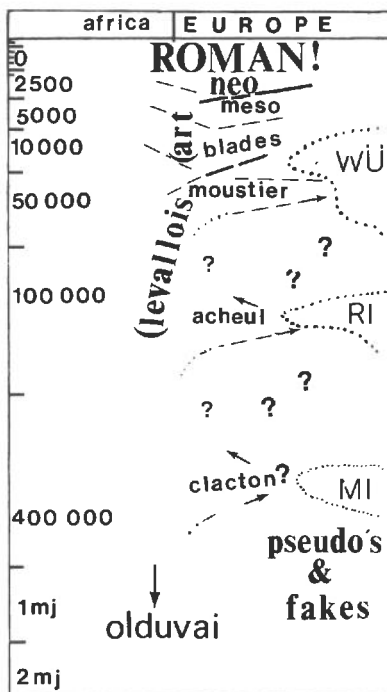 africa EUROPE
0 ROMAN!
2500 neo
meso
5000
(art
10 000 blades WÜ
moustier
50 000
(levallois
?
? ?
100 000
acheul RI
?
? ?
clacton? MI
400 000
pseudo's
&
fakes
1mj olduvai
2mj